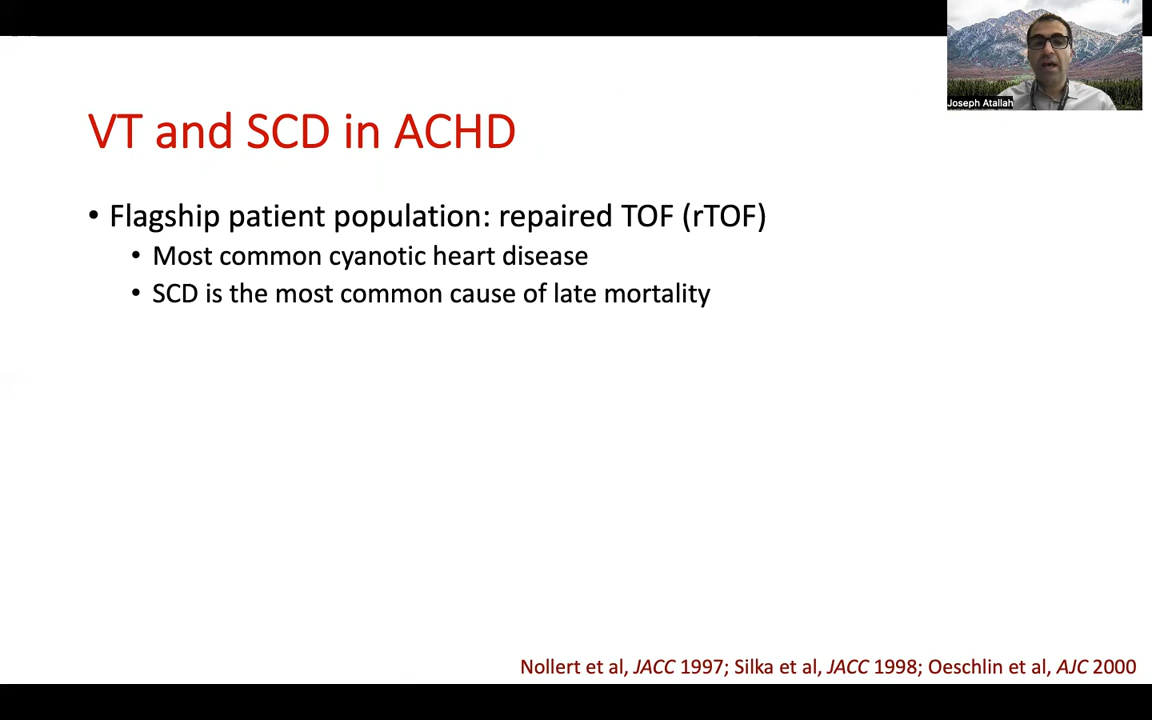 Joseph Atallah
VT and SCD in ACHD
• Flagship patient population: repaired TOF (rTOF)
• Most common cyanotic heart disease
• SCD is the most common cause of late mortality
Nollert et al, JACC 1997; Silka et al, JACC 1998; Oeschlin et al, AJC 2000